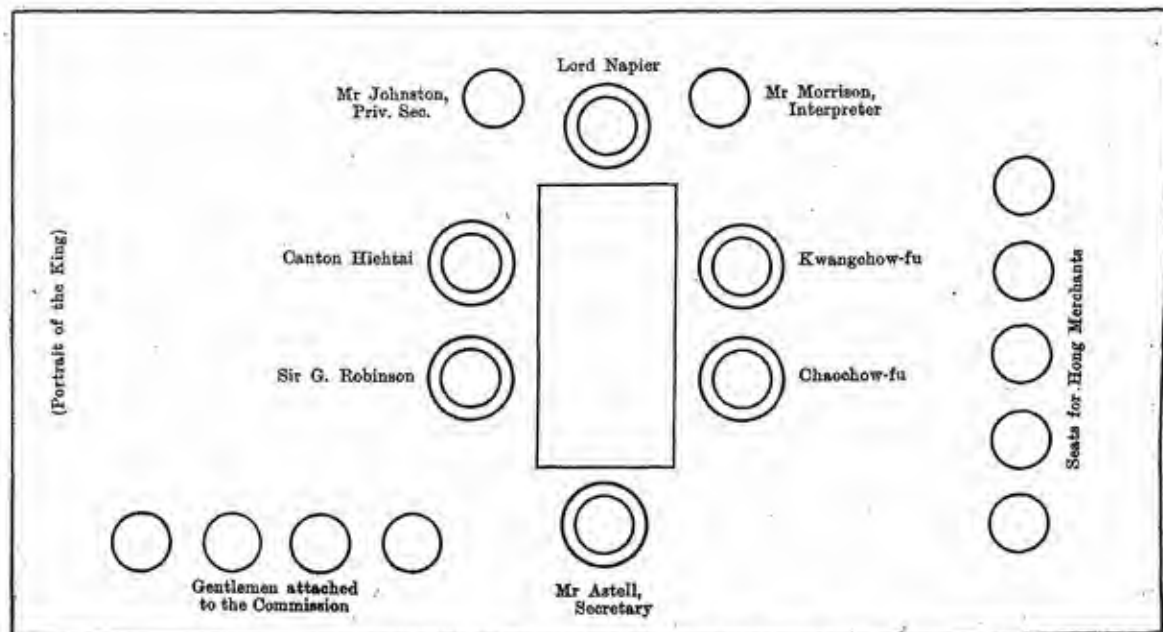 Lord Napier
Mr Johnston,
Priv. Sec.
Mr Morrison,
Interpreter
(Portrait of the King)
Canton Hiehtai
Kwangchow-fu
Sir G. Robinson
Chaochow-fu
Seats for Hong Merchants
Gentlemen attached
to the Commission
Mr Astell,
Secretary